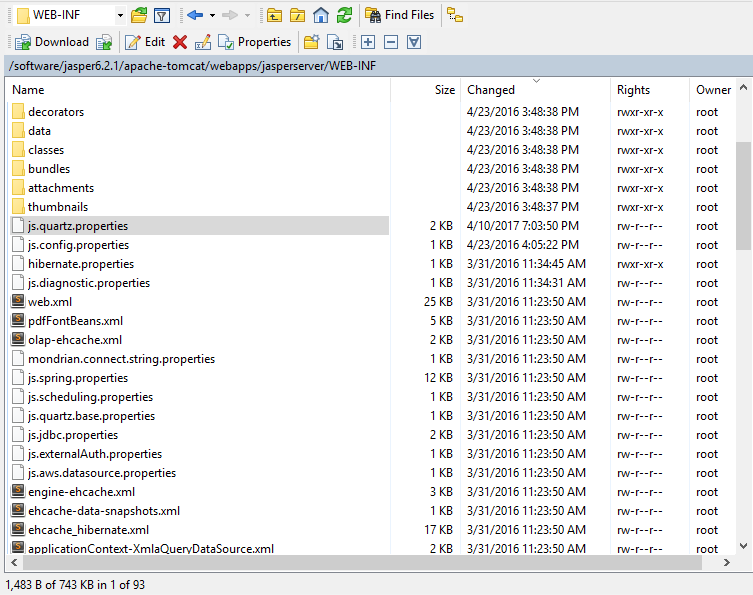 WEB-INF Find Files
Download Edit Properties
/software/jasper6.2.1/apache-tomcat/webapps/jasperserver/WEB-INF
Name Size Changed Rights Owner
decorators 4/23/2016 3:48:38 PM rwxr-xr-x root
data 4/23/2016 3:48:38 PM rwxr-xr-x root
classes 4/23/2016 3:48:38 PM rwxr-xr-x root
bundles 4/23/2016 3:48:38 PM rwxr-xr-x root
attachments 4/23/2016 3:48:38 PM rwxr-xr-x root
thumbnails 4/23/2016 3:48:37 PM rwxr-xr-x root
js.quartz.properties 2 KB 4/10/2017 7:03:50 PM rw-r--r-- root
js.config.properties 1 KB 4/23/2016 4:05:22 PM rw-r--r-- root
hibernate.properties 1 KB 3/31/2016 11:34:45 AM rwxr-xr-x root
js.diagnostic.properties 1 KB 3/31/2016 11:34:31 AM rw-r--r-- root
web.xml 25 KB 3/31/2016 11:23:50 AM rw-r--r-- root
pdfFontBeans.xml 5 KB 3/31/2016 11:23:50 AM rw-r--r-- root
olap-ehcache.xml 2 KB 3/31/2016 11:23:50 AM rw-r--r-- root
mondrian.connect.string.properties 1 KB 3/31/2016 11:23:50 AM rw-r--r-- root
js.spring.properties 12 KB 3/31/2016 11:23:50 AM rw-r--r-- root
js.scheduling.properties 1 KB 3/31/2016 11:23:50 AM rw-r--r-- root
js.quartz.base.properties 1 KB 3/31/2016 11:23:50 AM rw-r--r-- root
js.jdbc.properties 2 KB 3/31/2016 11:23:50 AM rw-r--r-- root
js.externalAuth.properties 1 KB 3/31/2016 11:23:50 AM rw-r--r-- root
js.aws.datasource.properties 1 KB 3/31/2016 11:23:50 AM rw-r--r-- root
engine-ehcache.xml 3 KB 3/31/2016 11:23:50 AM rw-r--r-- root
ehcache-data-snapshots.xml 1 KB 3/31/2016 11:23:50 AM rw-r--r-- root
ehcache_hibernate.xml 17 KB 3/31/2016 11:23:50 AM rw-r--r-- root
applicationContext-XmlaQueryDataSource.xml 2 KB 3/31/2016 11:23:50 AM rw-r--r-- root
1,483 B of 743 KB in 1 of 93